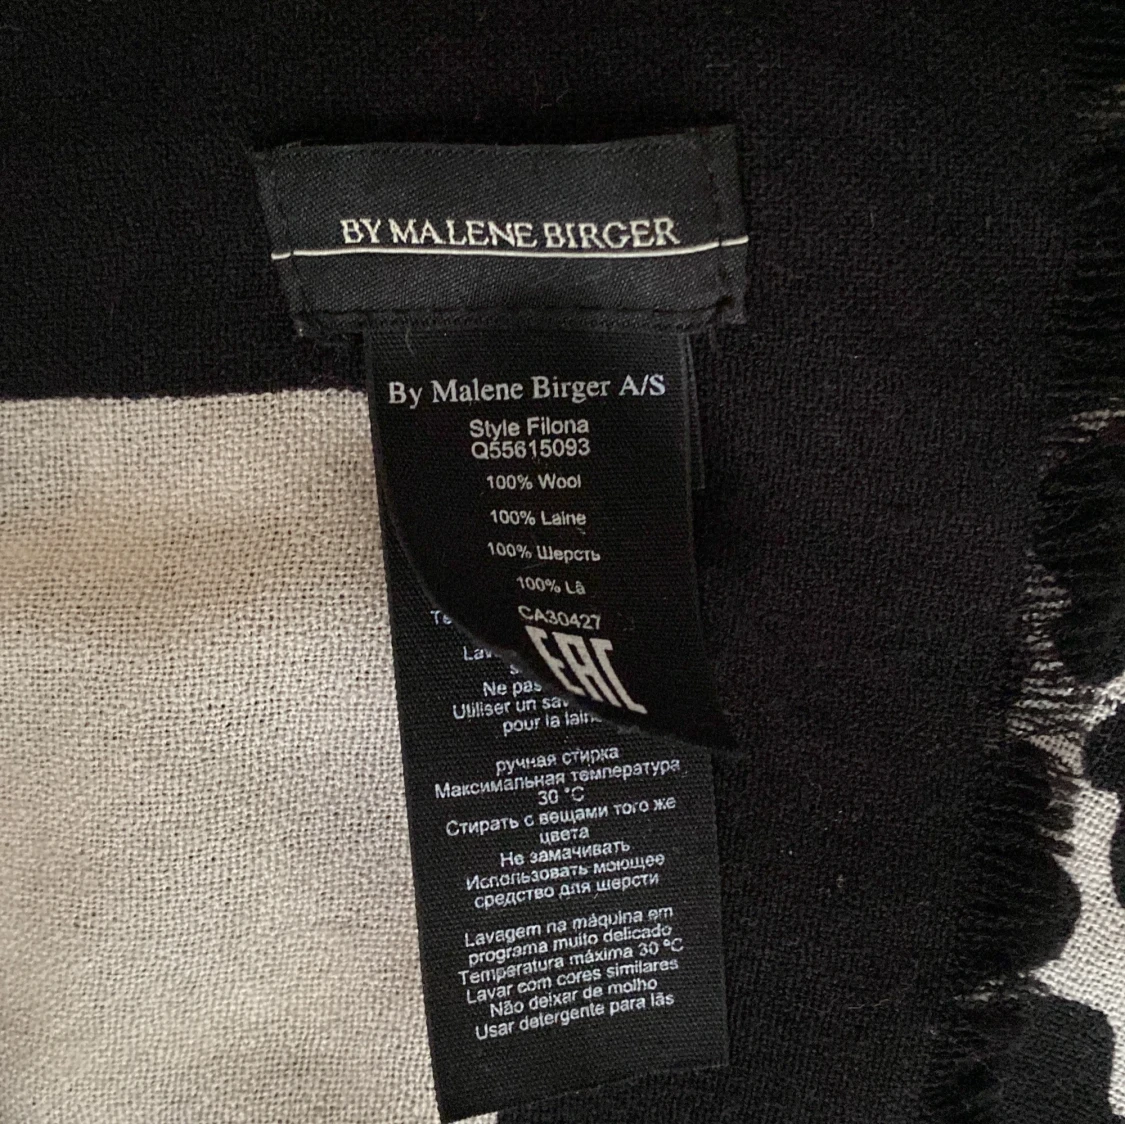 BY MALENE BIRGER
By Malene Birger A/S
Style Filona
Q55615093
100% Wool
100% Laine
100% Шерсть
100% Lã
CA30427
EAC
Ne pas
Utiliser un
pour la
ручная стирка
Максимальная температура
30 °C
Стирать с вещами того же
цвета
Не замачивать
Использовать моющее
средство для шерсти
Lavagem na máquina em
programa muito delicado
Temperatura máxima 30 °C
Lavar com cores similares
Não deixar de molho
Usar detergente para lãs